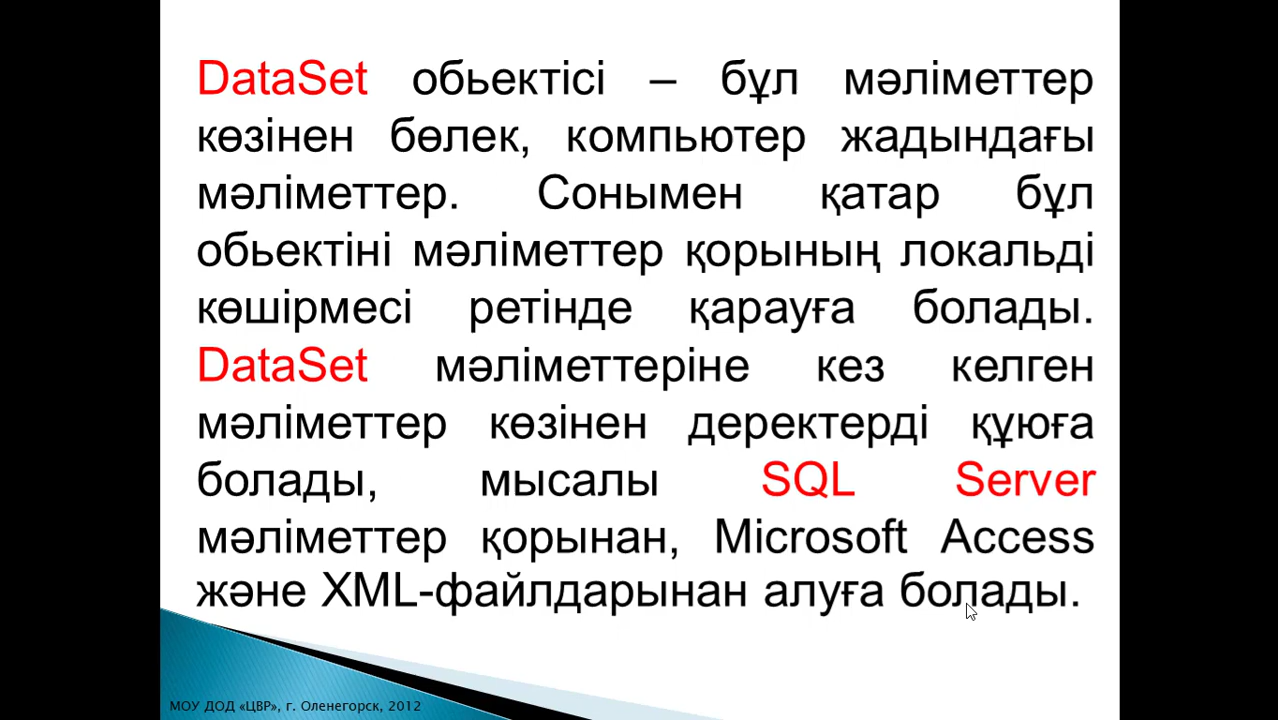 DataSet обьектісі – бұл мәліметтер
көзінен бөлек, компьютер жадындағы
мәліметтер. Сонымен қатар бұл
обьектіні мәліметтер қорының локальді
көшірмесі ретінде қарауға болады.
DataSet мәліметтеріне кез келген
мәліметтер көзінен деректерді құюға
болады, мысалы SQL Server
мәліметтер қорынан, Microsoft Access
және XML-файлдарынан алуға болады.
МОУ ДОД «ЦВР», г. Оленегорск, 2012